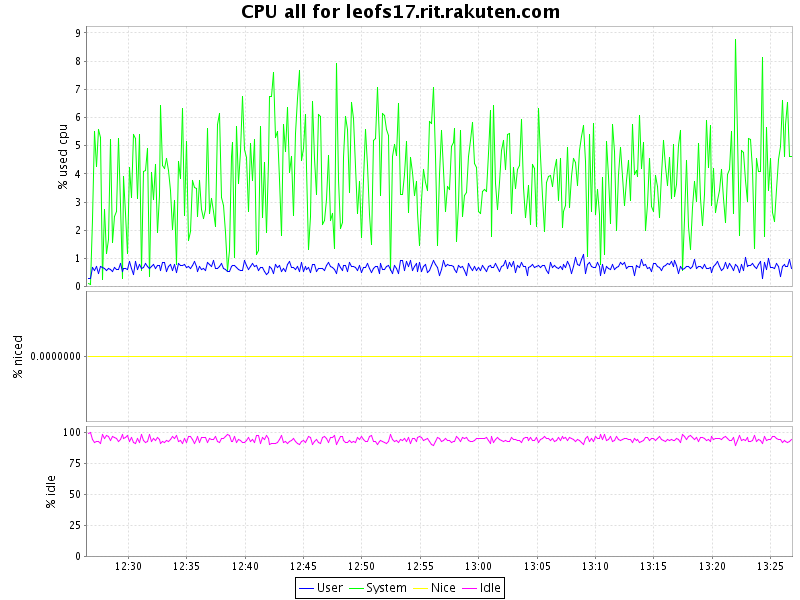 CPU all for leofs17.rit.rakuten.com
% used cpu
9
8
7
6
5
4
3
2
1
0
% niced
0.0000000
% idle
100
75
50
25
0
12:30 12:35 12:40 12:45 12:50 12:55 13:00 13:05 13:10 13:15 13:20 13:25
User System Nice Idle